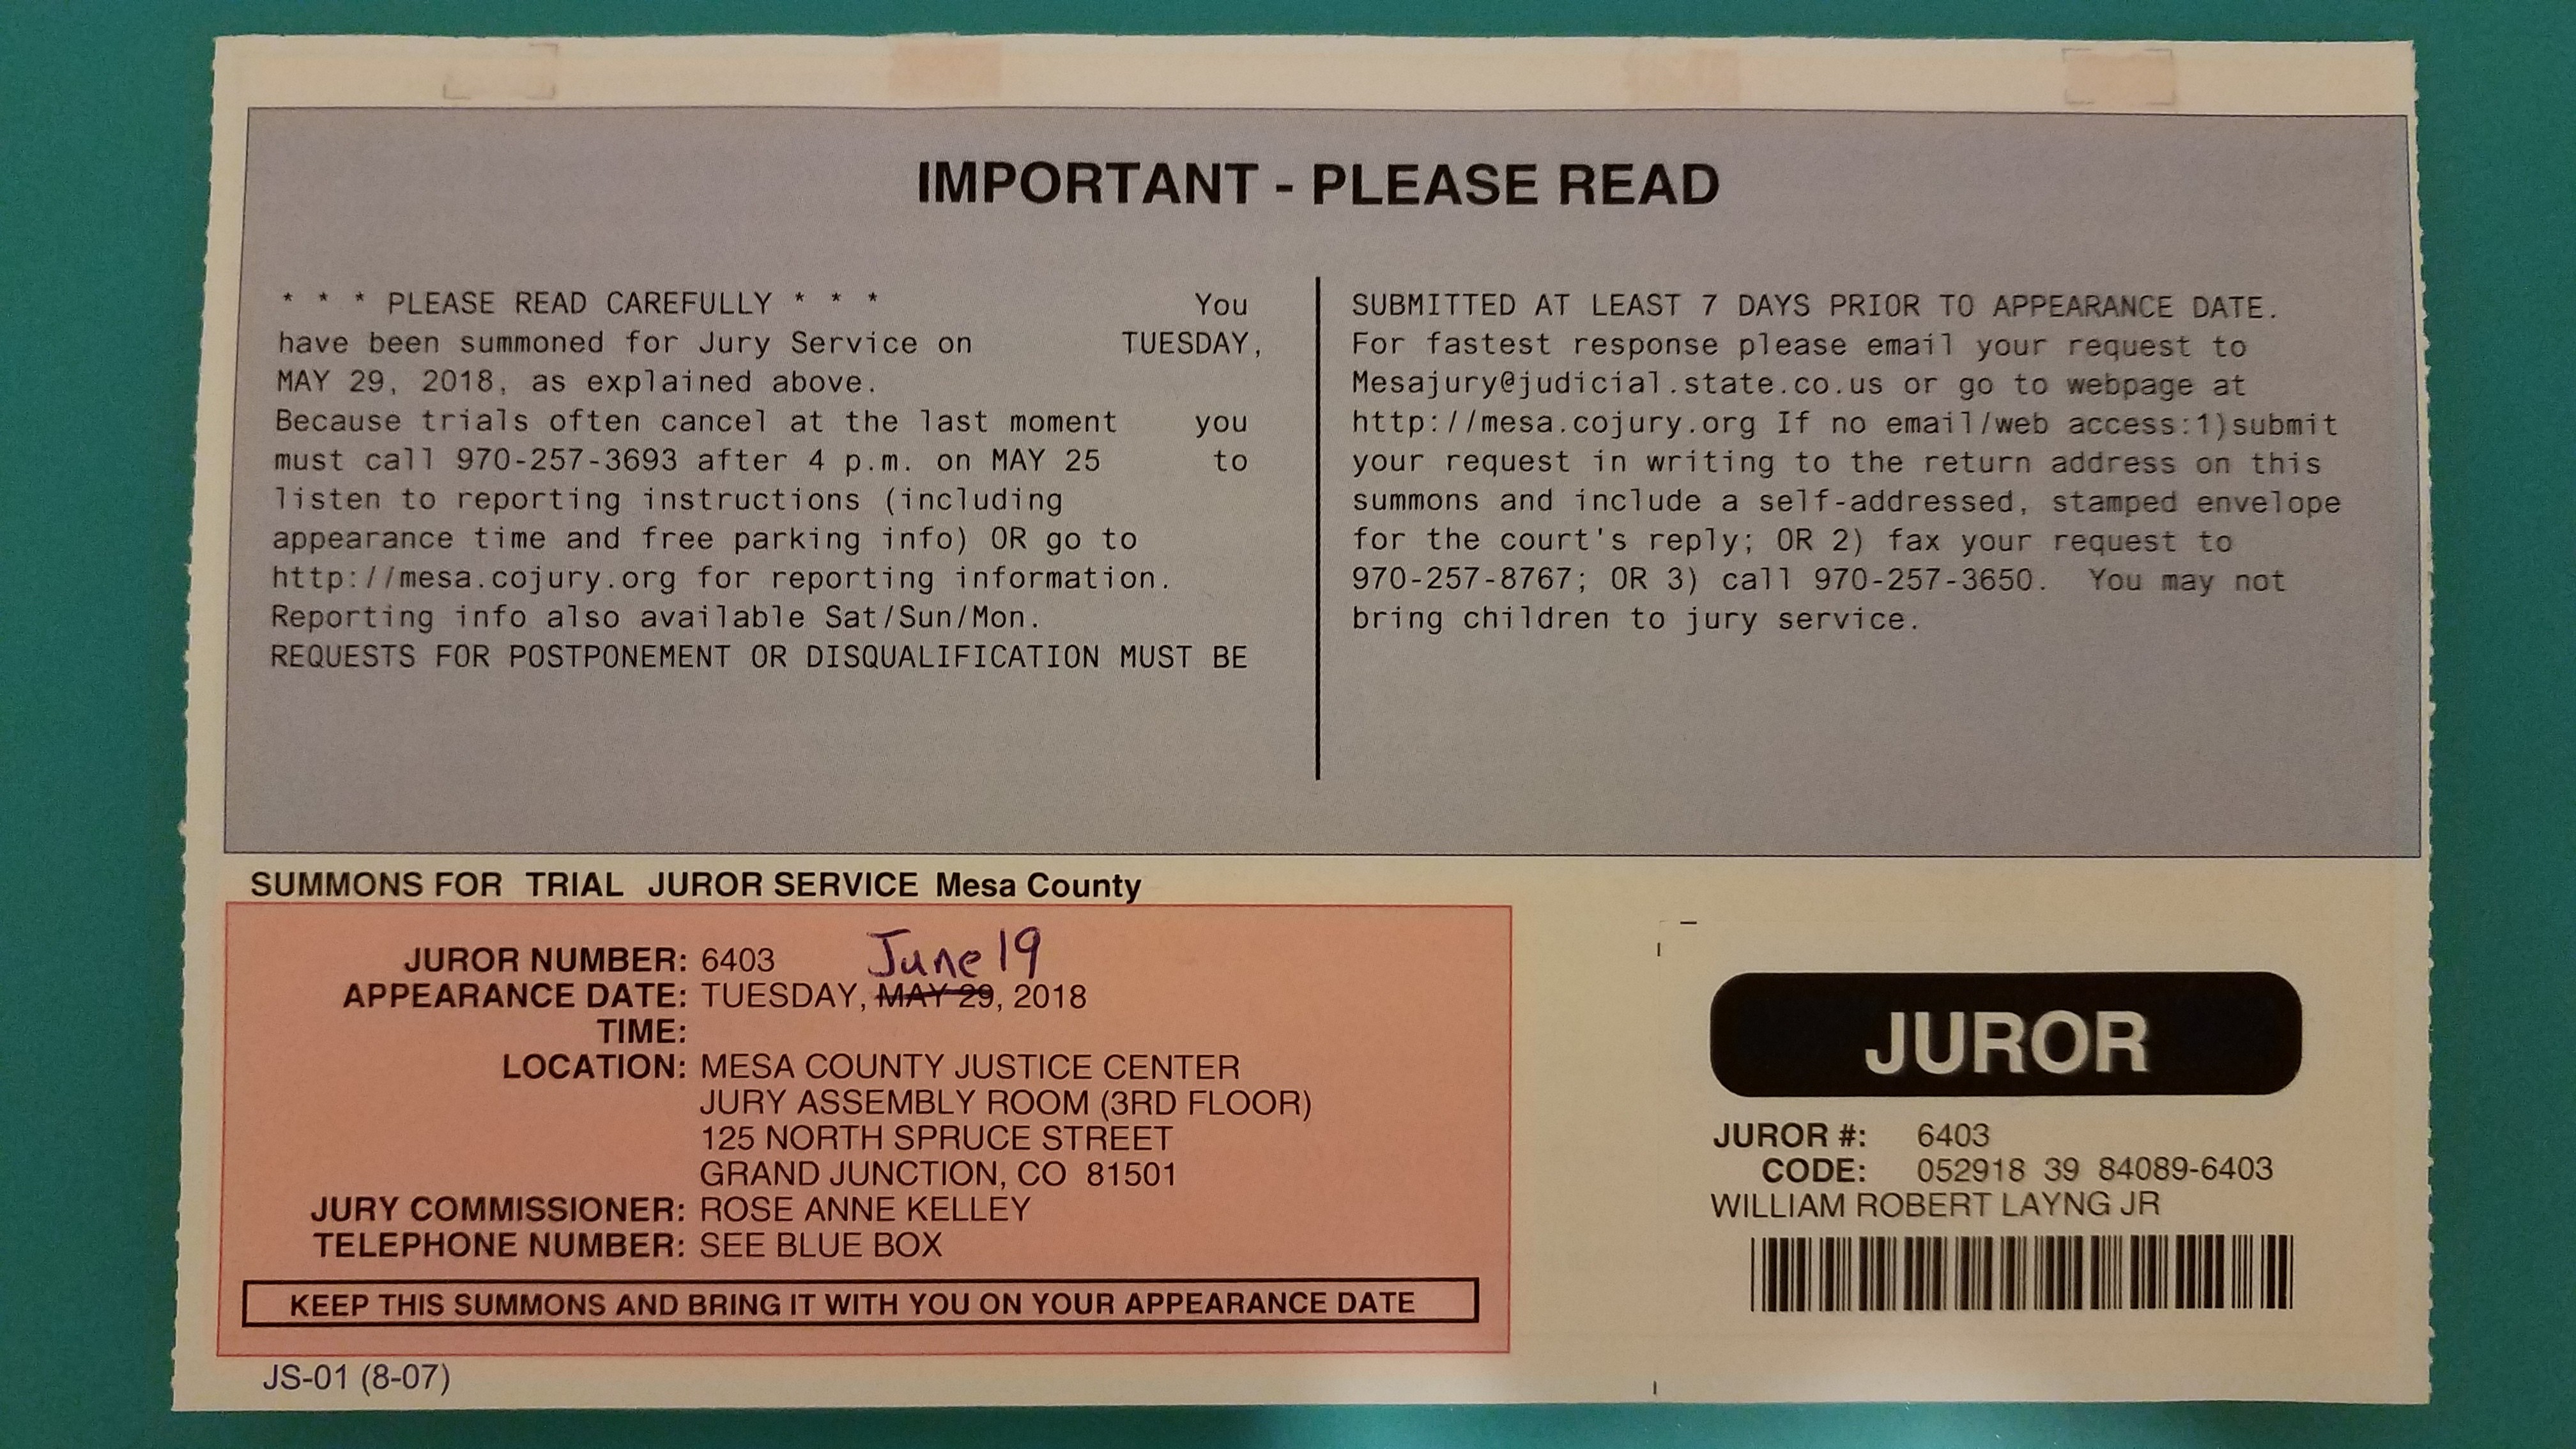 IMPORTANT - PLEASE READ
* * * PLEASE READ CAREFULLY * * * You
have been summoned for Jury Service on TUESDAY,
MAY 29, 2018, as explained above.
Because trials often cancel at the last moment you
must call 970-257-3693 after 4 p.m. on MAY 25 to
listen to reporting instructions (including
appearance time and free parking info) OR go to
http://mesa.cojury.org for reporting information.
Reporting info also available Sat/Sun/Mon.
REQUESTS FOR POSTPONEMENT OR DISQUALIFICATION MUST BE
SUBMITTED AT LEAST 7 DAYS PRIOR TO APPEARANCE DATE.
For fastest response please email your request to
Mesajury@judicial.state.co.us or go to webpage at
http://mesa.cojury.org If no email/web access:1)submit
your request in writing to the return address on this
summons and include a self-addressed, stamped envelope
for the court's reply; OR 2) fax your request to
970-257-8767; OR 3) call 970-257-3650. You may not
bring children to jury service.
SUMMONS FOR TRIAL JUROR SERVICE Mesa County
JUROR NUMBER: 6403
June 19
APPEARANCE DATE: TUESDAY, MAY 29, 2018
TIME:
LOCATION: MESA COUNTY JUSTICE CENTER
JURY ASSEMBLY ROOM (3RD FLOOR)
125 NORTH SPRUCE STREET
GRAND JUNCTION, CO 81501
JURY COMMISSIONER: ROSE ANNE KELLEY
TELEPHONE NUMBER: SEE BLUE BOX
KEEP THIS SUMMONS AND BRING IT WITH YOU ON YOUR APPEARANCE DATE
JS-01 (8-07)
JUROR
JUROR #: 6403
CODE: 052918 39 84089-6403
WILLIAM ROBERT LAYNG JR